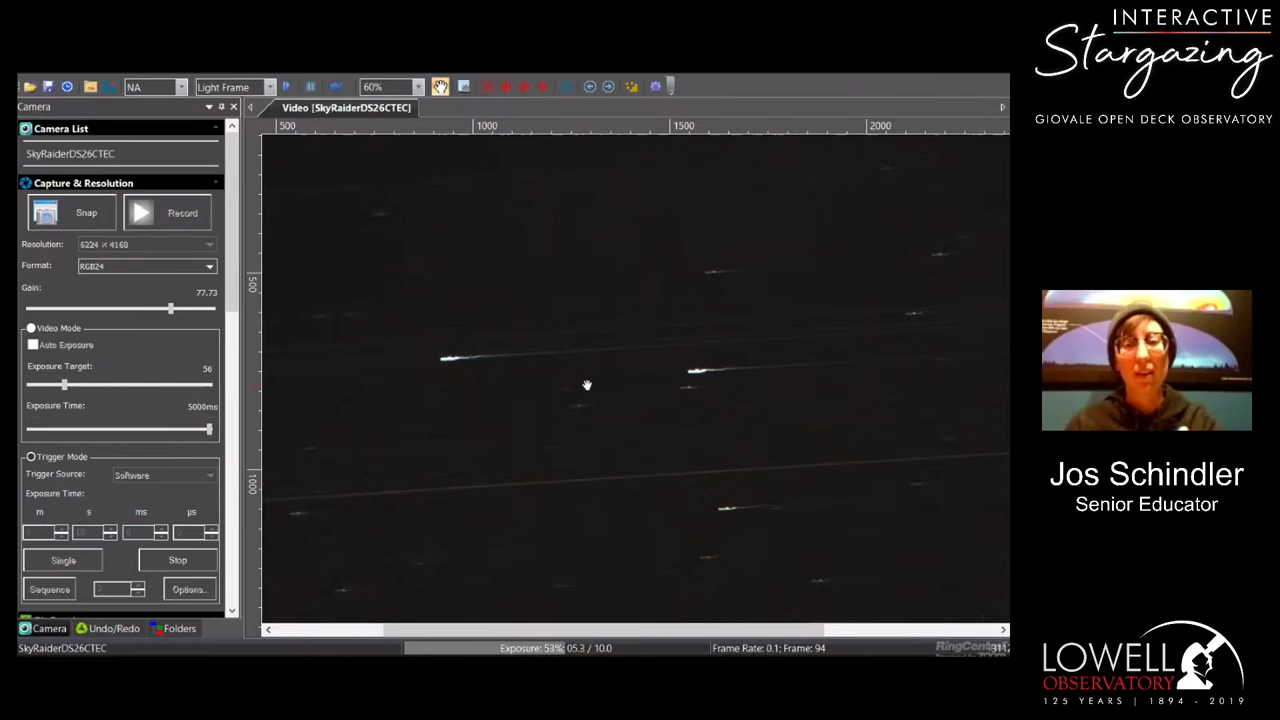 INTERACTIVE
Stargazing
GIOVALE OPEN DECK OBSERVATORY
NA
Light Frame
60%
Camera
Video [SkyRaiderDS26CTEC]
500
1000
1500
2000
Camera List
SkyRaiderDS26CTEC
Capture & Resolution
Snap
Record
Resolution: 6224 × 4168
Format: RGB24
Gain:
77.73
Video Mode
Auto Exposure
Exposure Target: 56
Exposure Time: 5000ms
Trigger Mode
Trigger Source: Software
Exposure Time:
m s ms µs
Single
Stop
Sequence
Options...
Camera
Undo/Redo
Folders
SkyRaiderDS26CTEC
Exposure: 53%: 05.3 / 10.0
Frame Rate: 0.1; Frame: 94
RingCentral
500
1000
Jos Schindler
Senior Educator
LOWELL
OBSERVATORY
125 YEARS | 1894 - 2019